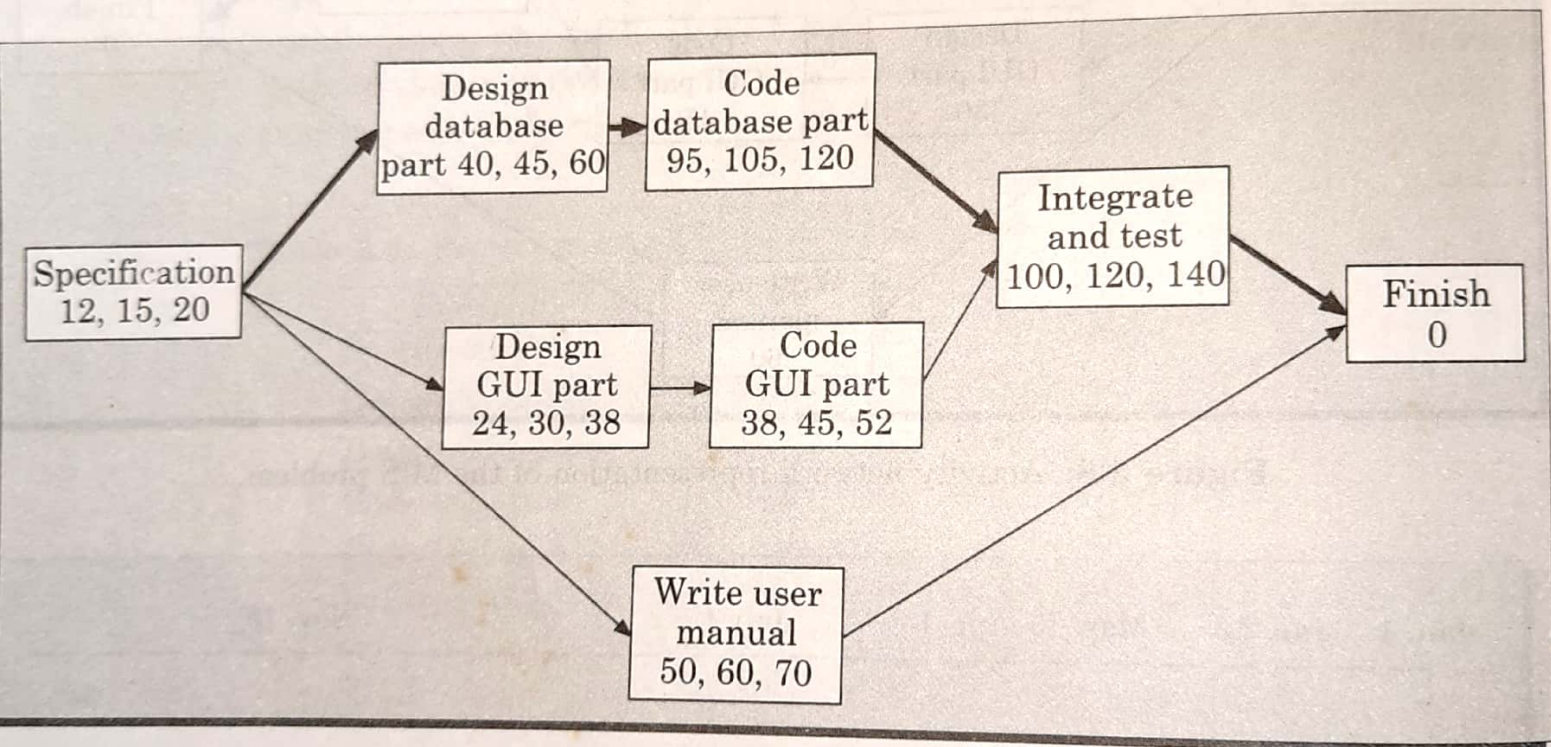 Design
database
part 40, 45, 60
Code
database part
95, 105, 120
Integrate
and test
100, 120, 140
Specification
12, 15, 20
Finish
0
Design
GUI part
24, 30, 38
Code
GUI part
38, 45, 52
Write user
manual
50, 60, 70